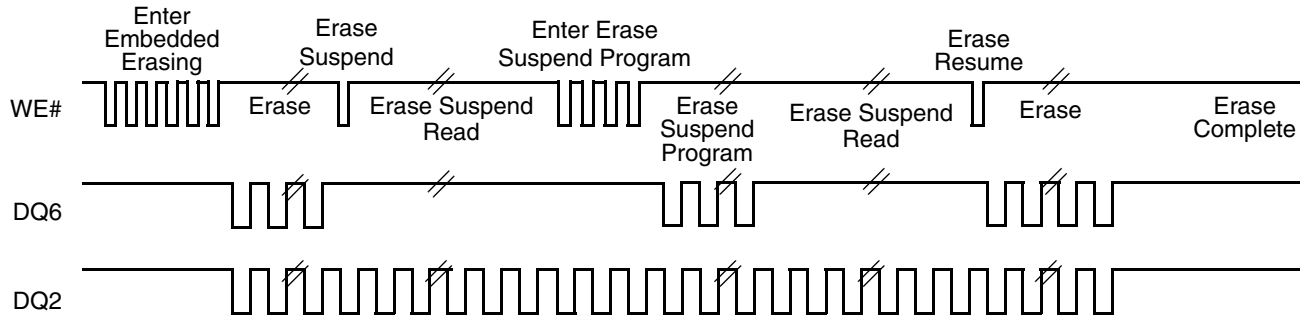 Enter
Embedded
Erasing
Erase
Suspend
Enter Erase
Suspend Program
Erase
Resume
WE#
Erase
Erase Suspend
Read
Erase
Suspend
Program
Erase Suspend
Read
Erase
Erase
Complete
DQ6
DQ2